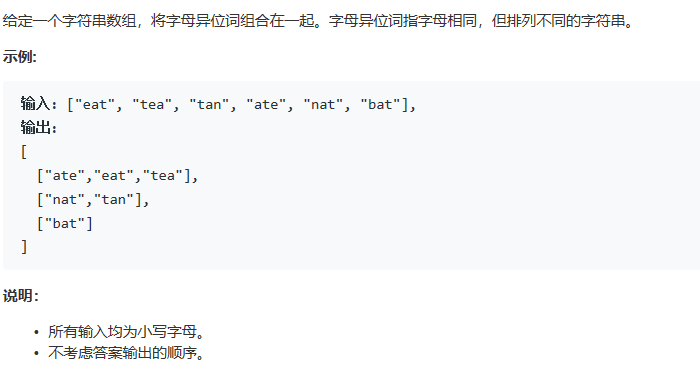 给定一个字符串数组，将字母异位词组合在一起。字母异位词指字母相同，但排列不同的字符串。
示例:
输入: ["eat", "tea", "tan", "ate", "nat", "bat"],
输出:
[
  ["ate","eat","tea"],
  ["nat","tan"],
  ["bat"]
]
说明：
• 所有输入均为小写字母。
• 不考虑答案输出的顺序。